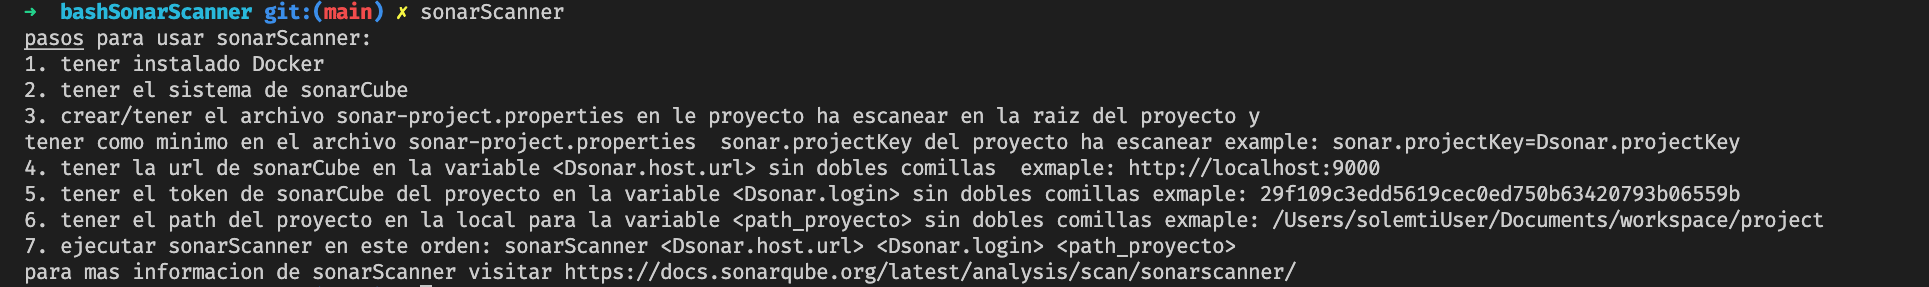 ➜  bashSonarScanner git:(main) ✗ sonarScanner
pasos para usar sonarScanner:
1. tener instalado Docker
2. tener el sistema de sonarCube
3. crear/tener el archivo sonar-project.properties en le proyecto ha escanear en la raiz del proyecto y
tener como minimo en el archivo sonar-project.properties  sonar.projectKey del proyecto ha escanear example: sonar.projectKey=Dsonar.projectKey
4. tener la url de sonarCube en la variable <Dsonar.host.url> sin dobles comillas  exmaple: http://localhost:9000
5. tener el token de sonarCube del proyecto en la variable <Dsonar.login> sin dobles comillas exmaple: 29f109c3edd5619cec0ed750b63420793b06559b
6. tener el path del proyecto en la local para la variable <path_proyecto> sin dobles comillas exmaple: /Users/solemtiUser/Documents/workspace/project
7. ejecutar sonarScanner en este orden: sonarScanner <Dsonar.host.url> <Dsonar.login> <path_proyecto>
para mas informacion de sonarScanner visitar https://docs.sonarqube.org/latest/analysis/scan/sonarscanner/